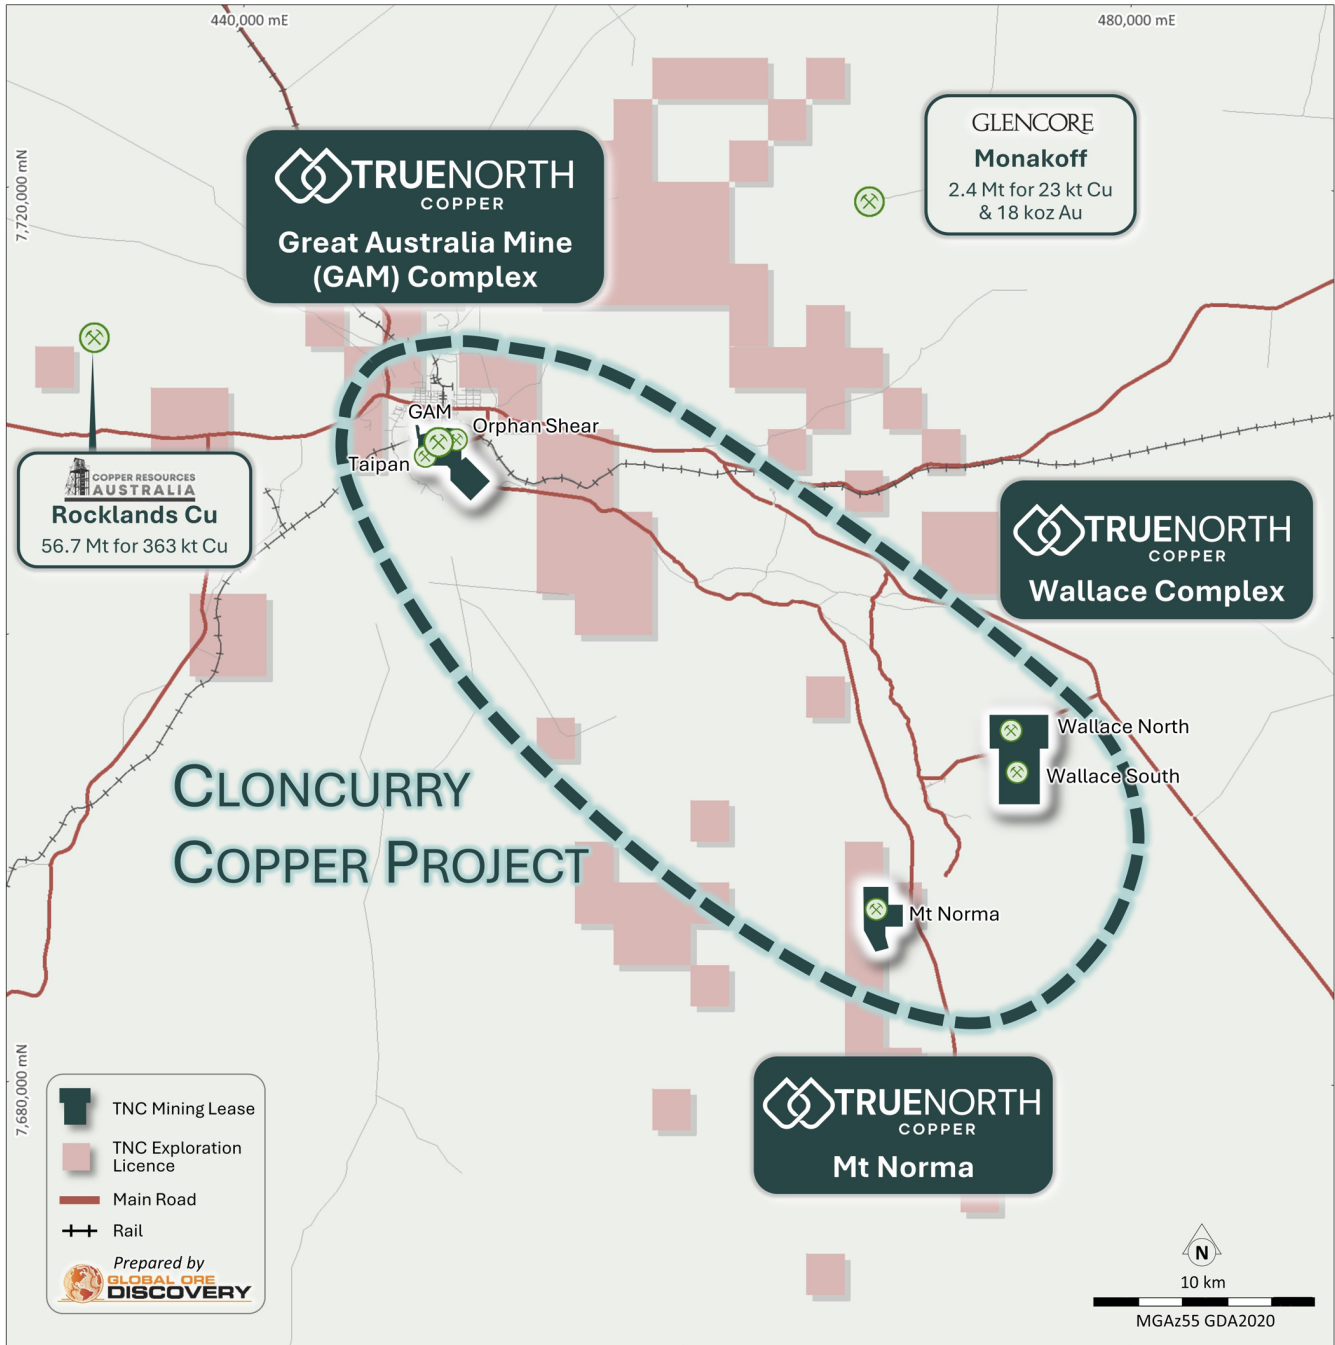 440,000 mE
480,000 mE
7,720,000 mN
7,680,000 mN
TRUENORTH
COPPER
Great Australia Mine
(GAM) Complex
GLENCORE
Monakoff
2.4 Mt for 23 kt Cu
& 18 koz Au
GAM
Orphan Shear
Taipan
COPPER RESOURCES
AUSTRALIA
Rocklands Cu
56.7 Mt for 363 kt Cu
TRUENORTH
COPPER
Wallace Complex
Wallace North
Wallace South
CLONCURRY
COPPER PROJECT
Mt Norma
TRUENORTH
COPPER
Mt Norma
TNC Mining Lease
TNC Exploration
Licence
Main Road
Rail
Prepared by
GLOBAL ORE
DISCOVERY
N
10 km
MGAz55 GDA2020